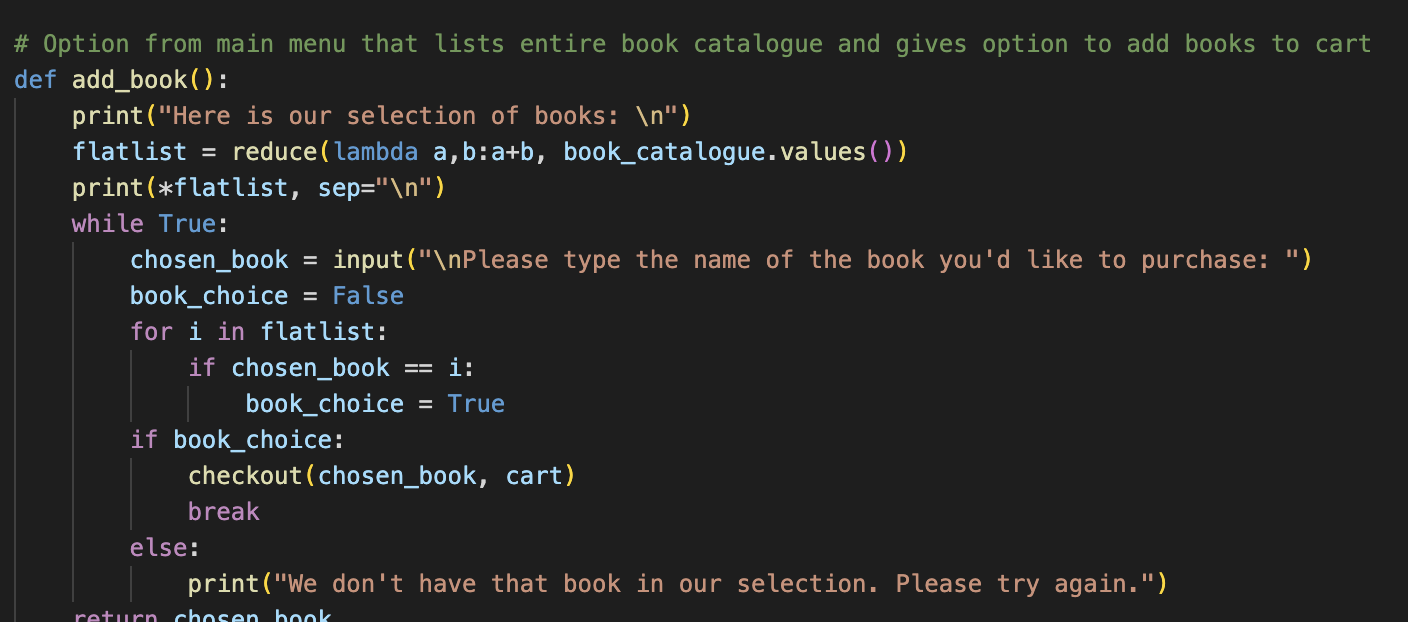 # Option from main menu that lists entire book catalogue and gives option to add books to cart
def add_book():
    print("Here is our selection of books: \n")
    flatlist = reduce(lambda a,b:a+b, book_catalogue.values())
    print(*flatlist, sep="\n")
    while True:
        chosen_book = input("\nPlease type the name of the book you'd like to purchase: ")
        book_choice = False
        for i in flatlist:
            if chosen_book == i:
                book_choice = True
        if book_choice:
            checkout(chosen_book, cart)
            break
        else:
            print("We don't have that book in our selection. Please try again.")
    return chosen_book